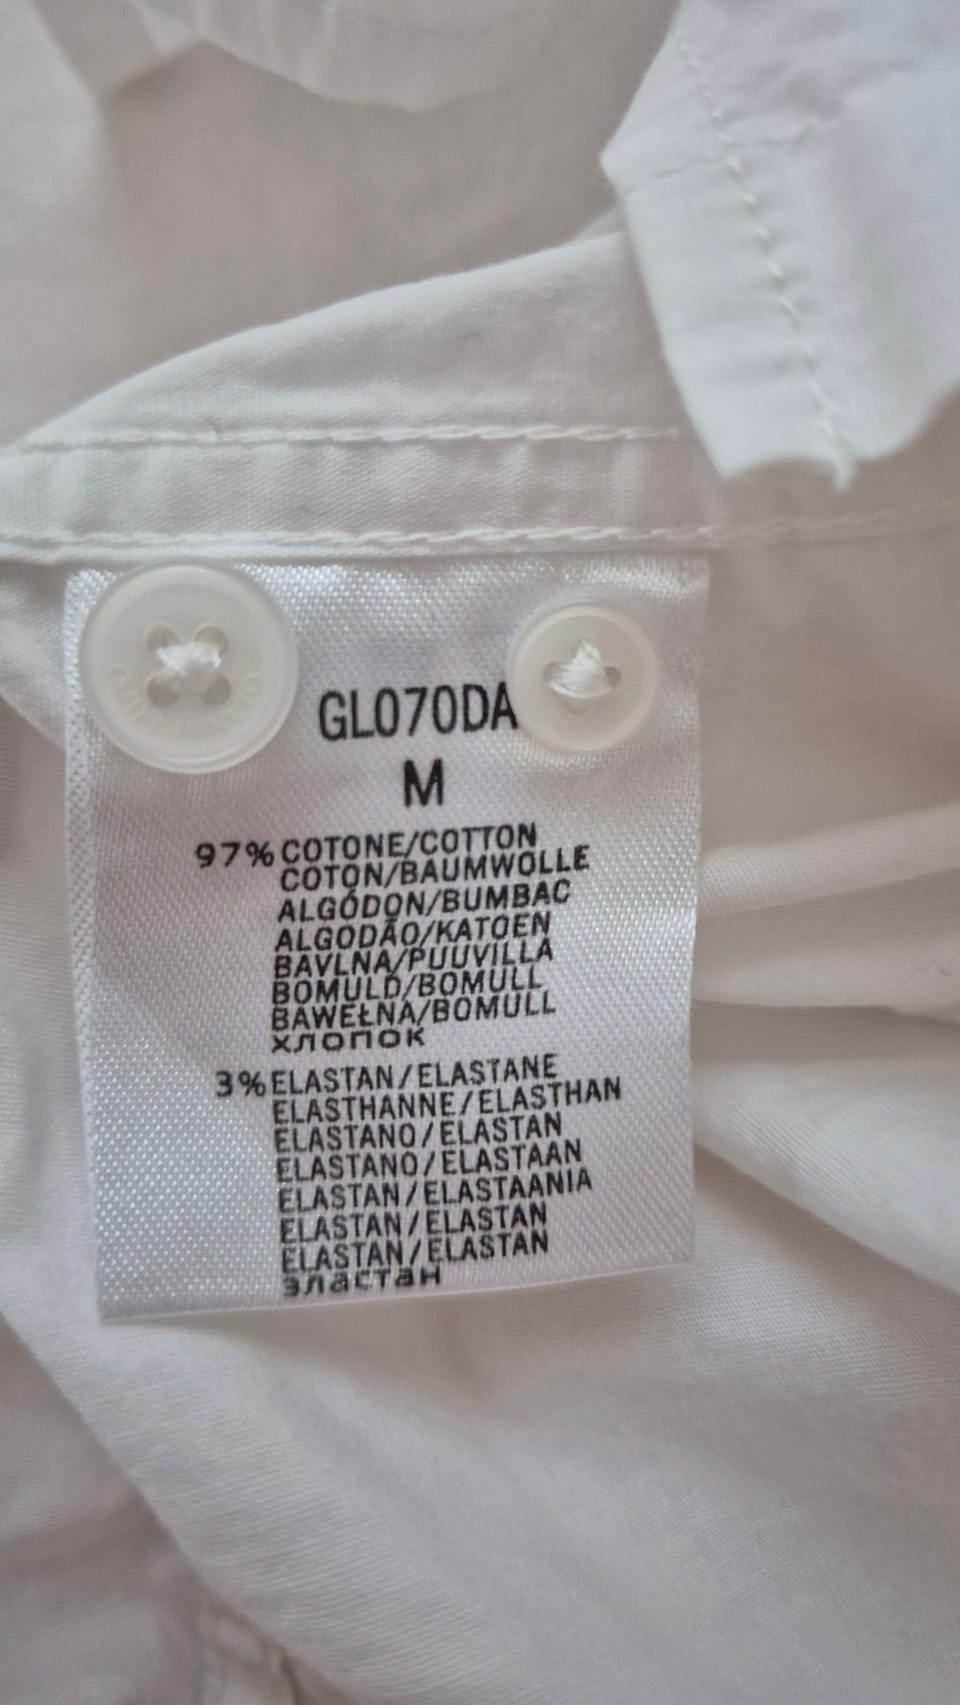 GL070DA
M
97% COTONE/COTTON
COTON/BAUMWOLLE
ALGÓDON/BUMBAC
ALGODÃO/KATOEN
BAVLNA/PUUVILLA
BOMULD/BOMULL
BAWEŁNA/BOMULL
хлопок
3% ELASTAN/ELASTANE
ELASTHANNE/ELASTHAN
ELASTANO/ELASTAN
ELASTANO/ELASTAAN
ELASTAN/ELASTAANIA
ELASTAN/ELASTAN
ELASTAN/ELASTAN
эластан